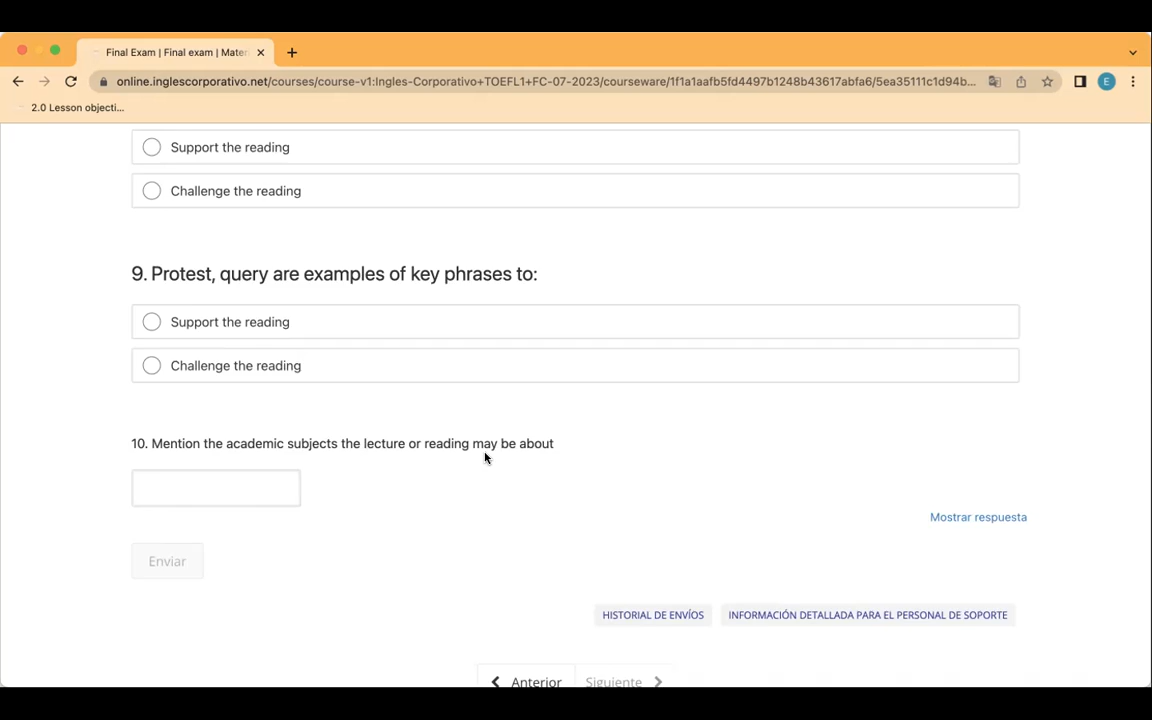 Final Exam | Final exam | Mate
online.inglescorporativo.net/courses/course-v1:Ingles-Corporativo+TOEFL1+FC-07-2023/courseware/1f1a1aafb5fd4497b1248b43617abfa6/5ea35111c1d94b...
E
2.0 Lesson objecti...
Support the reading
Challenge the reading
9. Protest, query are examples of key phrases to:
Support the reading
Challenge the reading
10. Mention the academic subjects the lecture or reading may be about
Mostrar respuesta
Enviar
HISTORIAL DE ENVÍOS
INFORMACIÓN DETALLADA PARA EL PERSONAL DE SOPORTE
Anterior
Siguiente